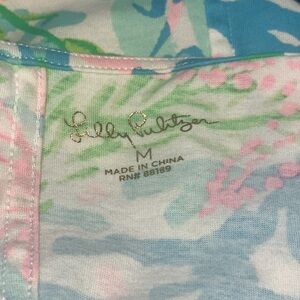 Lilly Pulitzer
M
MADE IN CHINA
RN# 88189